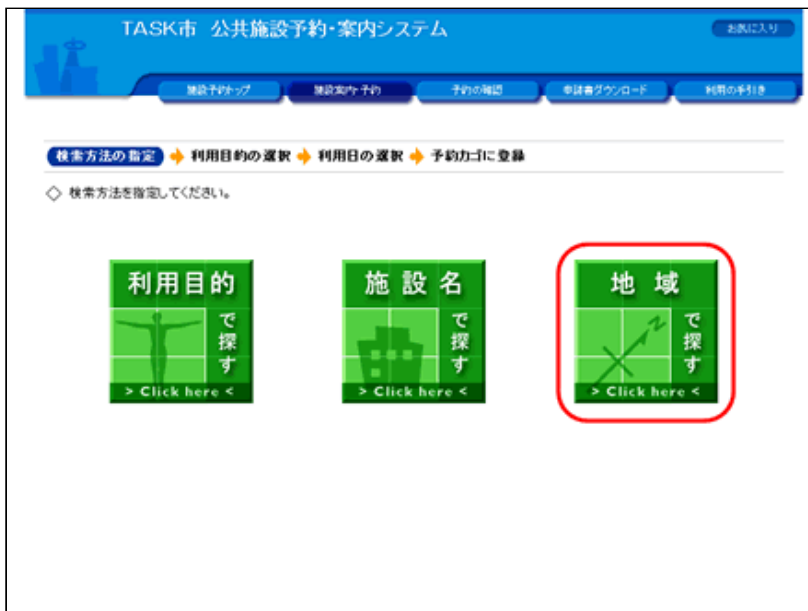 TASK市 公共施設予約・案内システム
お気に入り
施設予約トップ
施設案内・予約
予約の確認
申請書ダウンロード
利用の手引き
検索方法の指定 利用目的の選択 利用日の選択 予約カゴに登録
◇ 検索方法を指定してください。
利用目的
で探す
> Click here <
施設名
で探す
> Click here <
地域
で探す
> Click here <